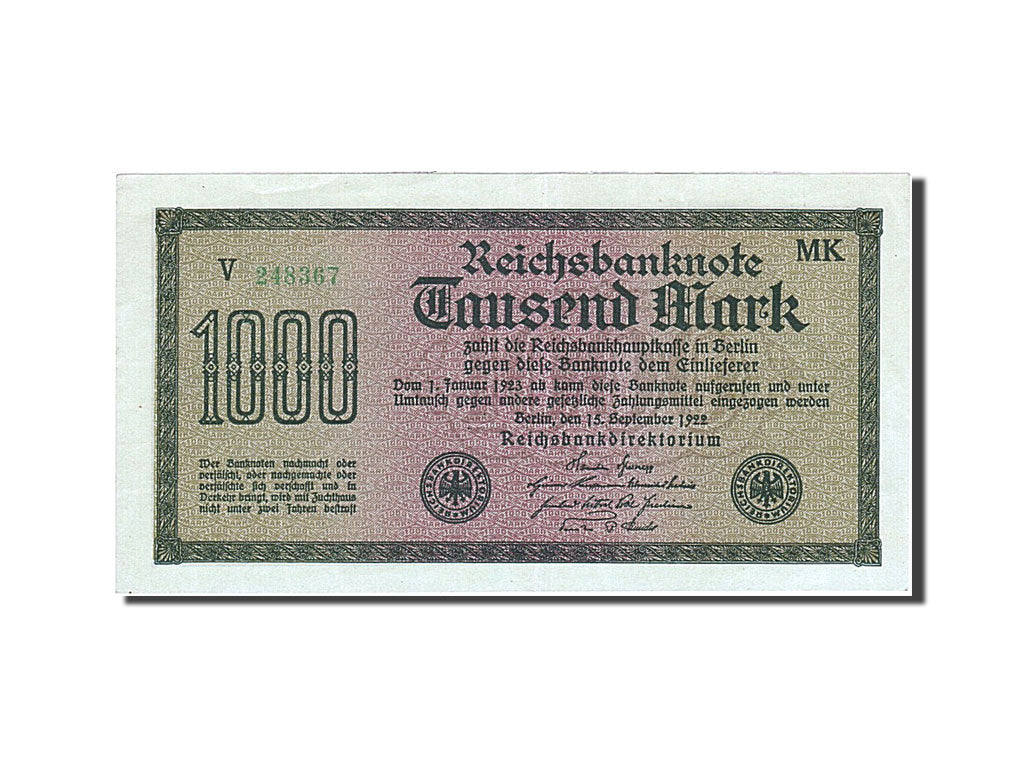 V 248367
MK
Reichsbanknote
Tausend Mark
1000
zahlt die Reichsbankhauptkasse in Berlin
gegen diese Banknote dem Einlieferer
Vom 1. Januar 1923 ab kann diese Banknote aufgerufen und unter
Umtausch gegen andere gesetzliche Zahlungsmittel eingezogen werden
Berlin, den 15. September 1922
Reichsbankdirektorium
Wer Banknoten nachmacht oder
verfälscht, oder nachgemachte oder
verfälschte sich verschafft und in
Verkehr bringt, wird mit Zuchthaus
nicht unter zwei Jahren bestraft
REICHSBANKDIREKTORIUM
REICHSBANKDIREKTORIUM